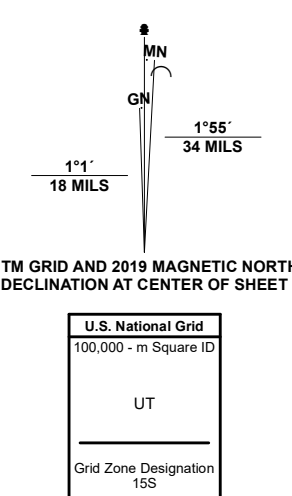 MN
GN
1°55´
34 MILS
1°1´
18 MILS
TM GRID AND 2019 MAGNETIC NORTH
DECLINATION AT CENTER OF SHEET
U.S. National Grid
100,000 - m Square ID
UT
Grid Zone Designation
15S